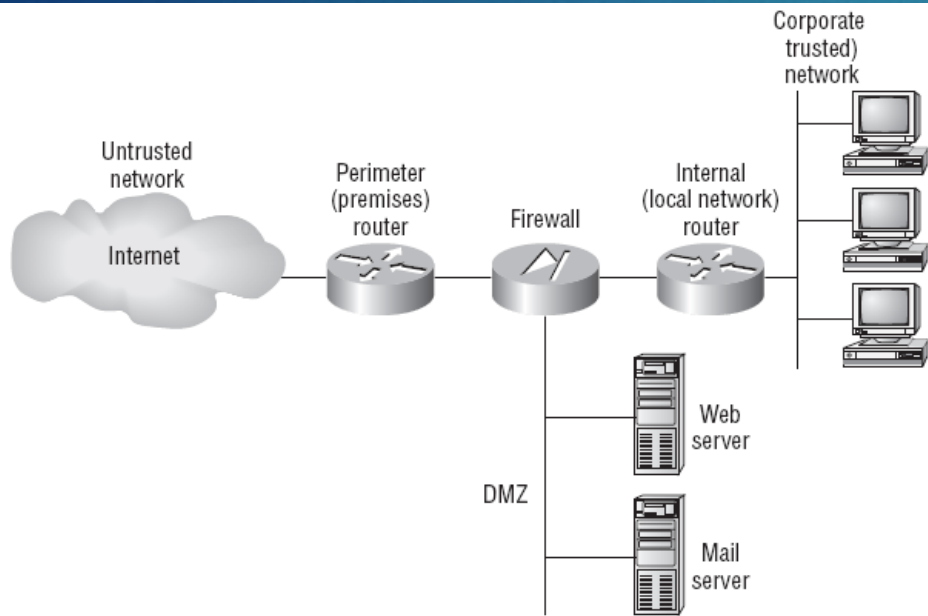 Corporate
trusted)
network
Untrusted
network
Internet
Perimeter
(premises)
router
Firewall
Internal
(local network)
router
Web
server
DMZ
Mail
server